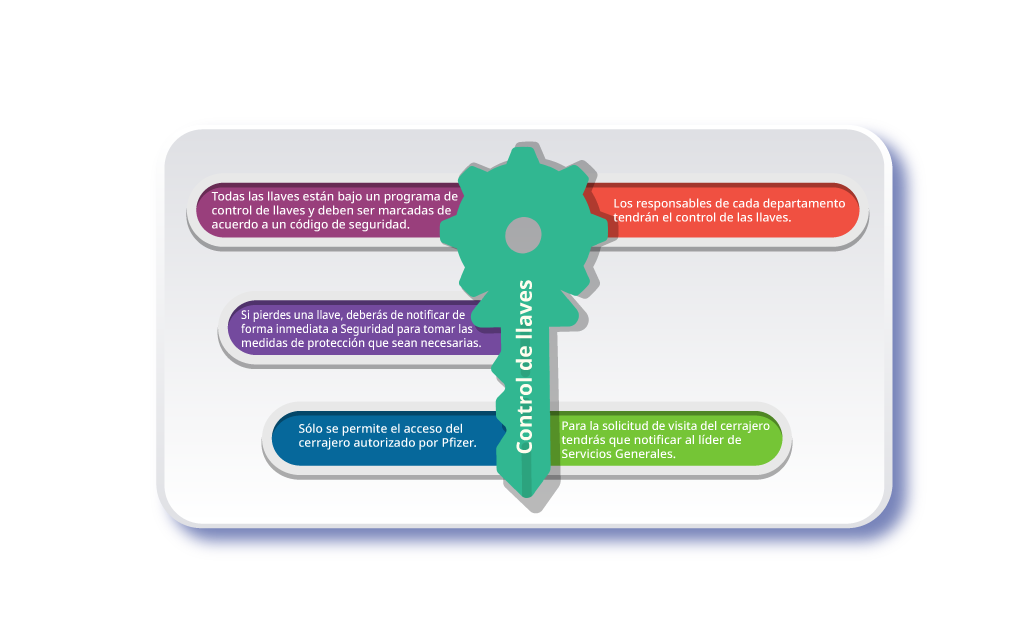 Todas las llaves están bajo un programa de
control de llaves y deben ser marcadas de
acuerdo a un código de seguridad.
Los responsables de cada departamento
tendrán el control de las llaves.
Si pierdes una llave, deberás de notificar de
forma inmediata a Seguridad para tomar las
medidas de protección que sean necesarias.
Control de llaves
Sólo se permite el acceso del
cerrajero autorizado por Pfizer.
Para la solicitud de visita del cerrajero
tendrás que notificar al líder de
Servicios Generales.